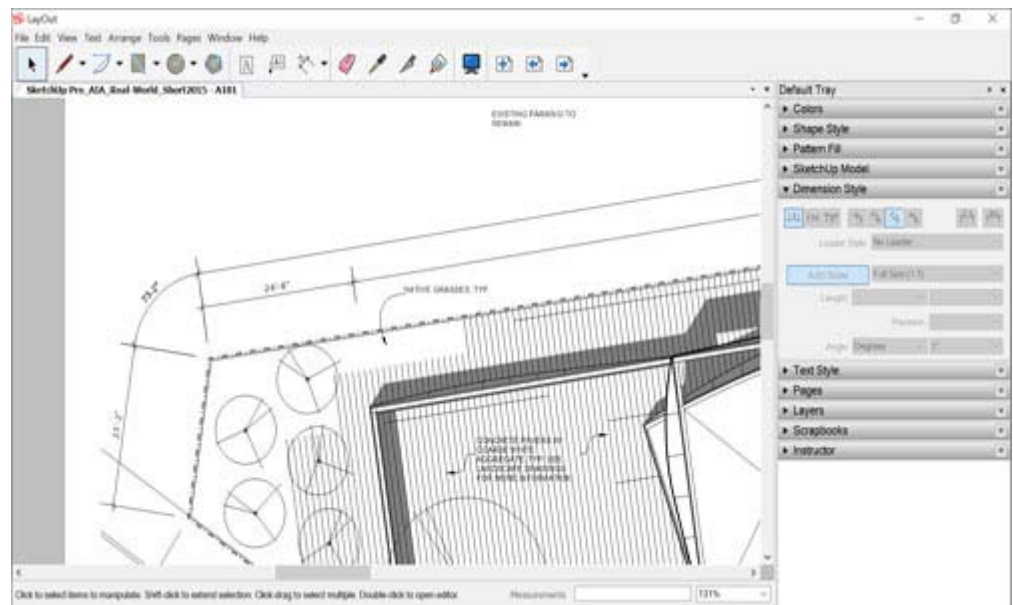 LayOut
File Edit View Text Arrange Tools Pages Window Help
SketchUp Pro_AIA_Real-World_Short2015 - A101
Default Tray
EXISTING PARKING TO
REMAIN
Colors
Shape Style
Pattern Fill
SketchUp Model
Dimension Style
Leader Style No Leader
Auto Scale Full Size (1:1)
Length
Precision
Angle Degrees
NATIVE GRASSES, TYP.
CONCRETE PAVERS W/
COARSE WHITE
AGGREGATE, TYP. SEE
LANDSCAPE DRAWINGS
FOR MORE INFORMATION
Text Style
Pages
Layers
Scrapbooks
Instructor
Click to select items to manipulate. Shift-click to extend selection. Click-drag to select multiple. Double-click to open editor.
Measurements
131%